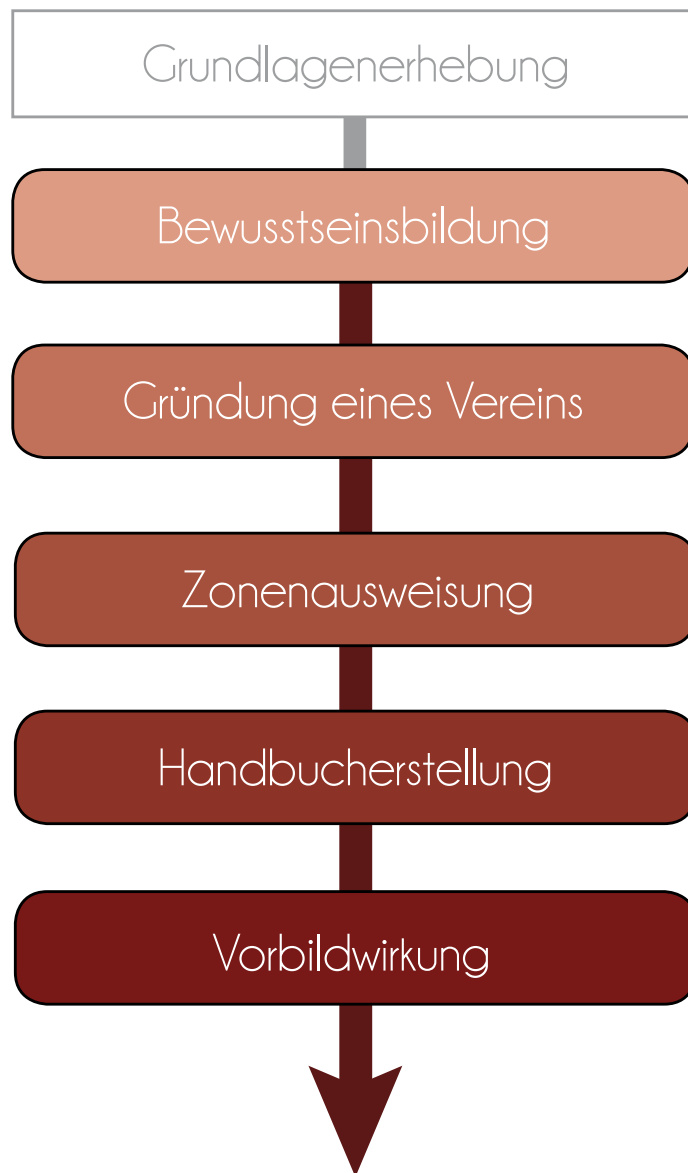 Grundlagenerhebung
Bewusstseinsbildung
Gründung eines Vereins
Zonenausweisung
Handbucherstellung
Vorbildwirkung